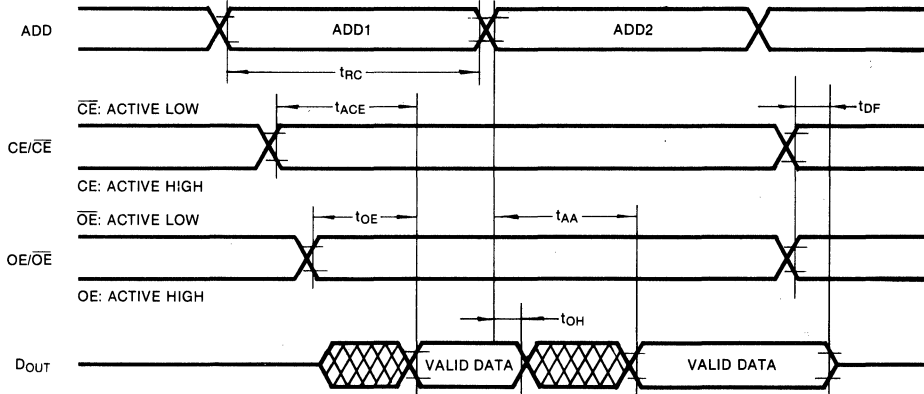 ADD
ADD1
ADD2
tRC
CE: ACTIVE LOW
tACE
tDF
CE/CE
CE: ACTIVE HIGH
OE: ACTIVE LOW
tOE
tAA
OE/OE
OE: ACTIVE HIGH
tOH
DOUT
VALID DATA
VALID DATA